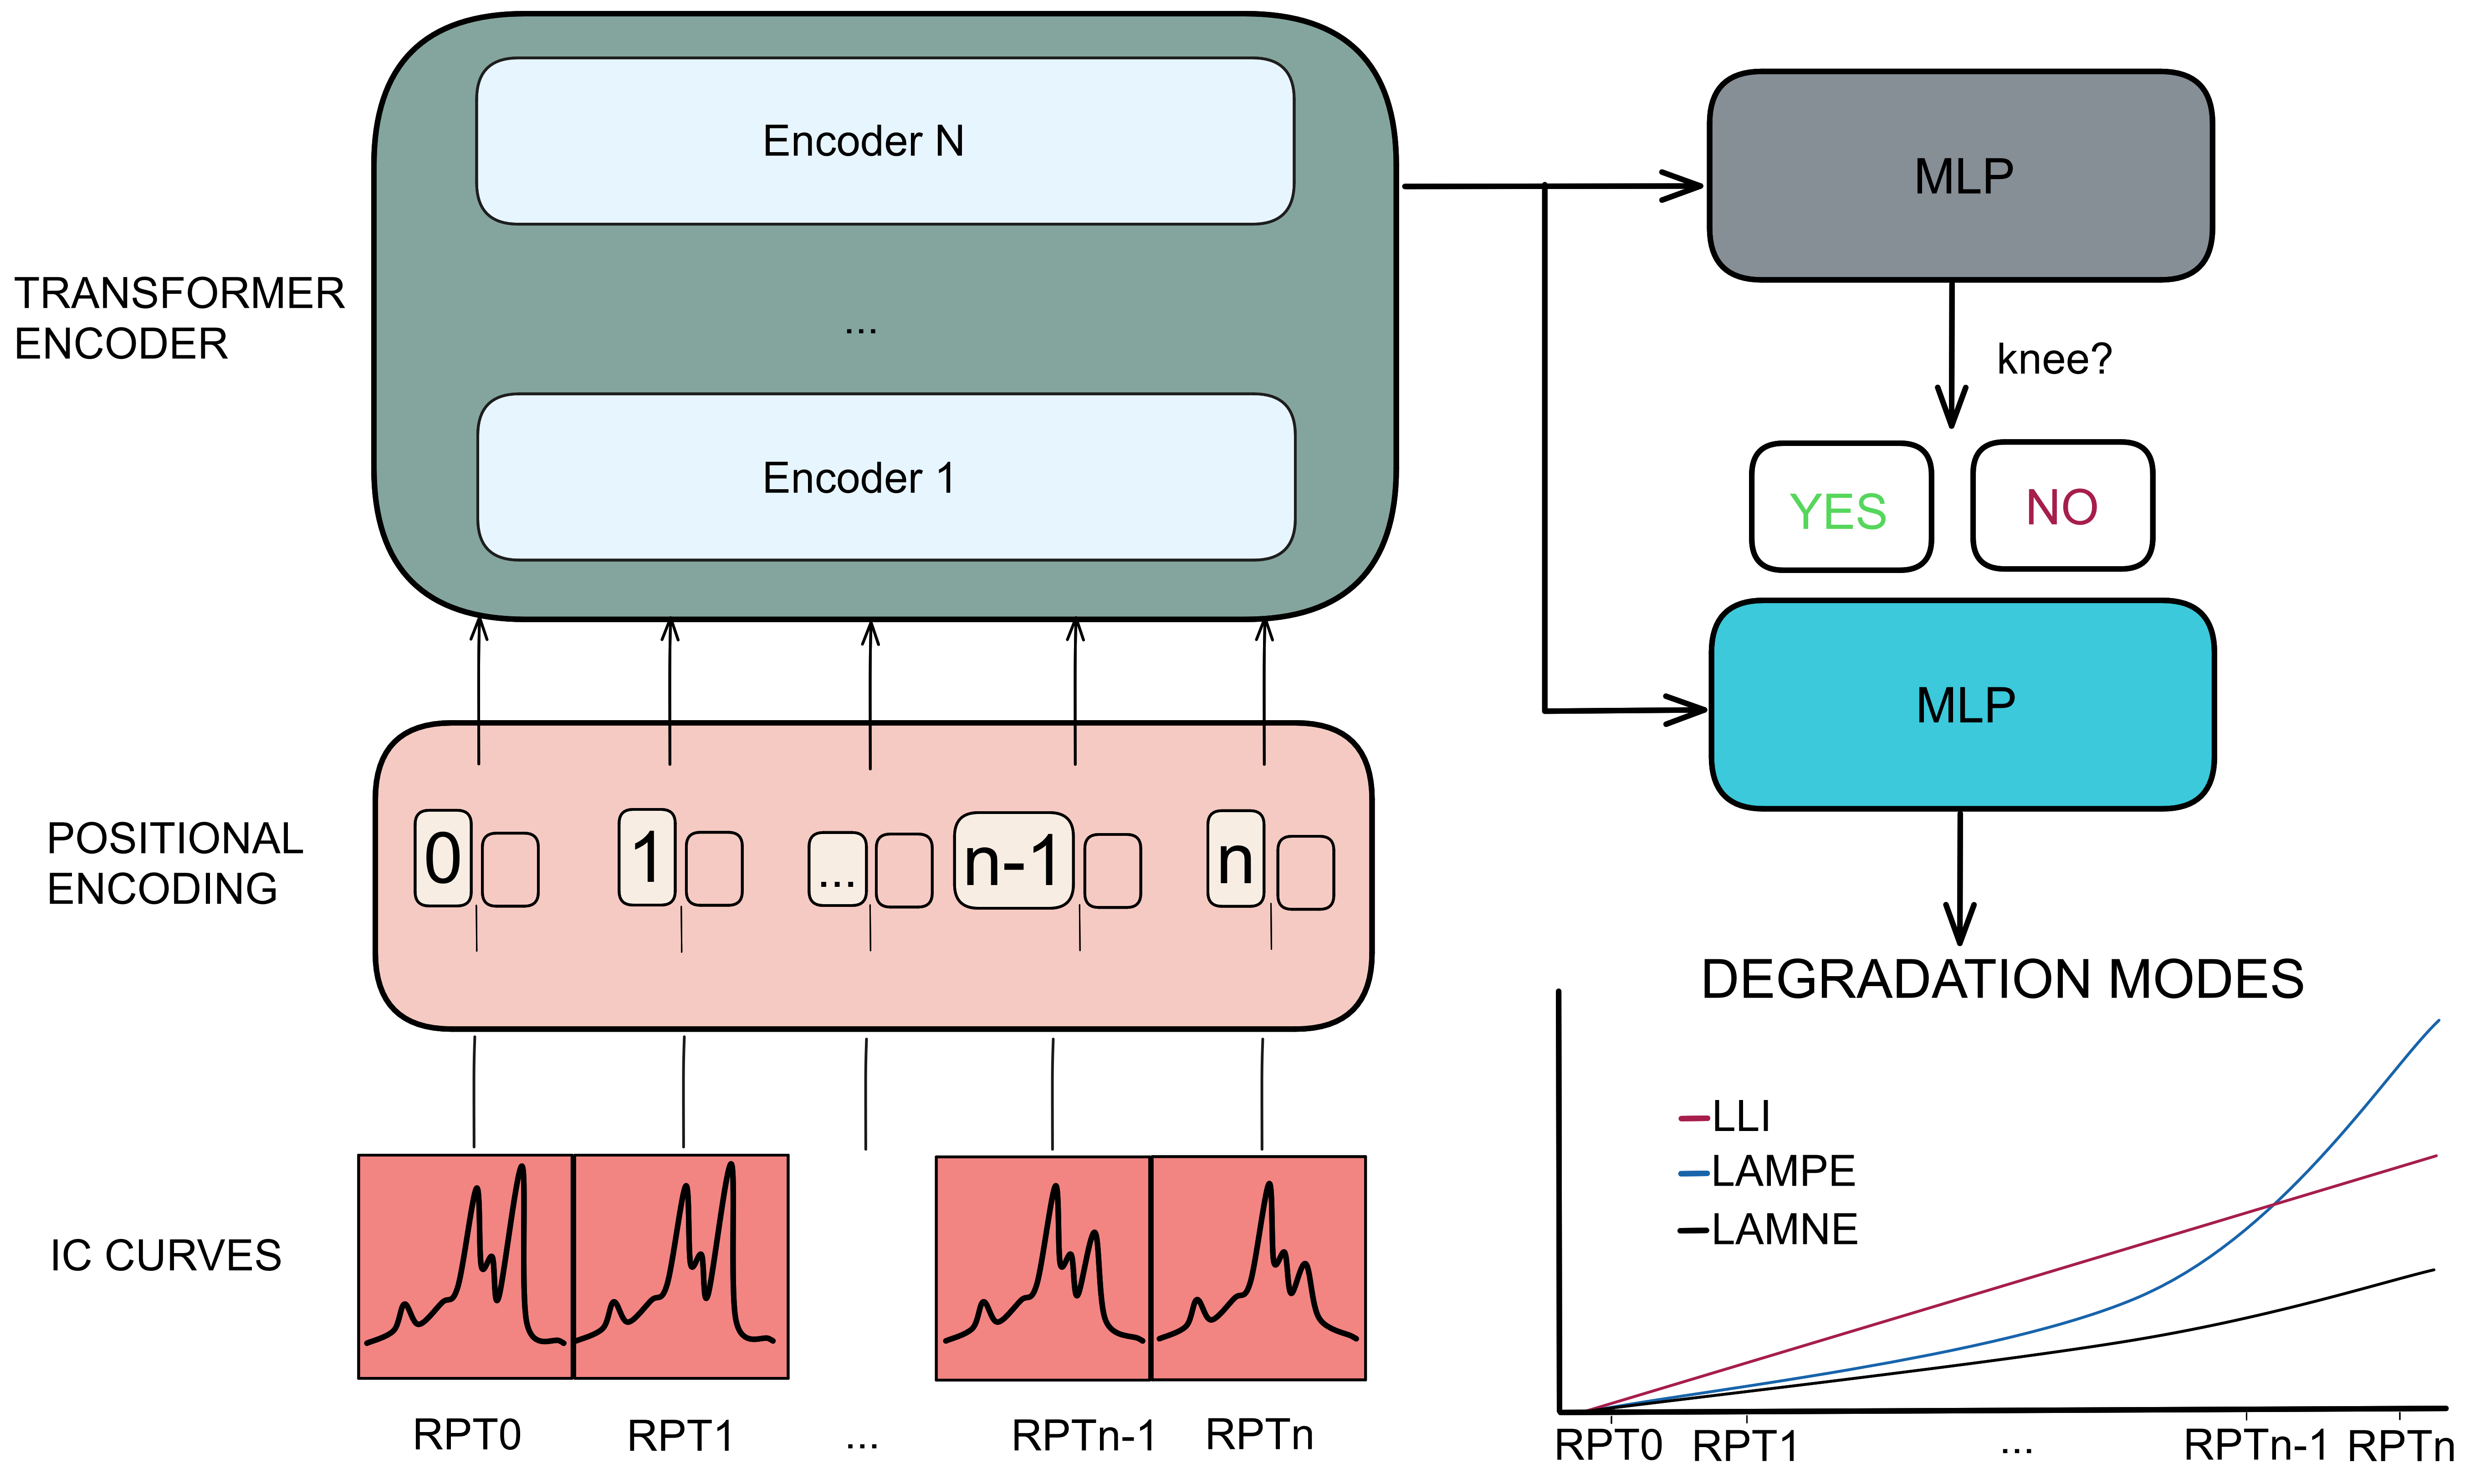 Encoder N
...
Encoder 1
TRANSFORMER
ENCODER
POSITIONAL
ENCODING
0
1
...
n-1
n
IC CURVES
RPT0
RPT1
...
RPTn-1
RPTn
MLP
knee?
YES
NO
MLP
DEGRADATION MODES
LLI
LAMPE
LAMNE
RPT0
RPT1
...
RPTn-1
RPTn